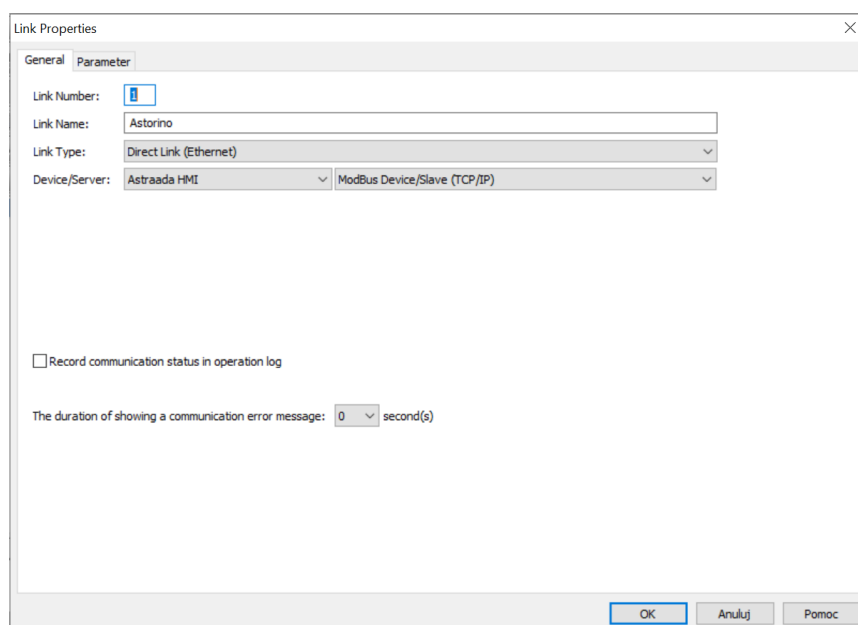 Link Properties
General Parameter
Link Number: 1
Link Name: Astorino
Link Type: Direct Link (Ethernet)
Device/Server: Astraada HMI ModBus Device/Slave (TCP/IP)
Record communication status in operation log
The duration of showing a communication error message: 0 second(s)
OK Anuluj Pomoc